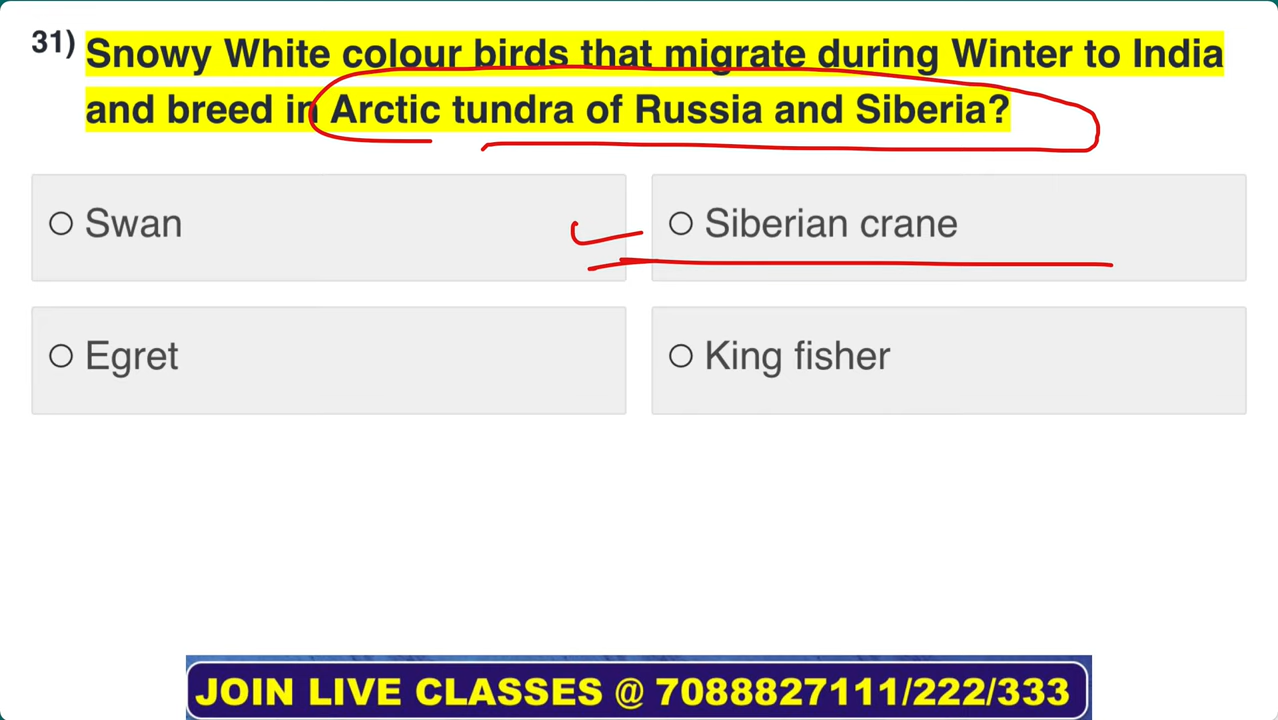 31) Snowy White colour birds that migrate during Winter to India
and breed in Arctic tundra of Russia and Siberia?
Swan
Siberian crane
Egret
King fisher
JOIN LIVE CLASSES @ 7088827111/222/333